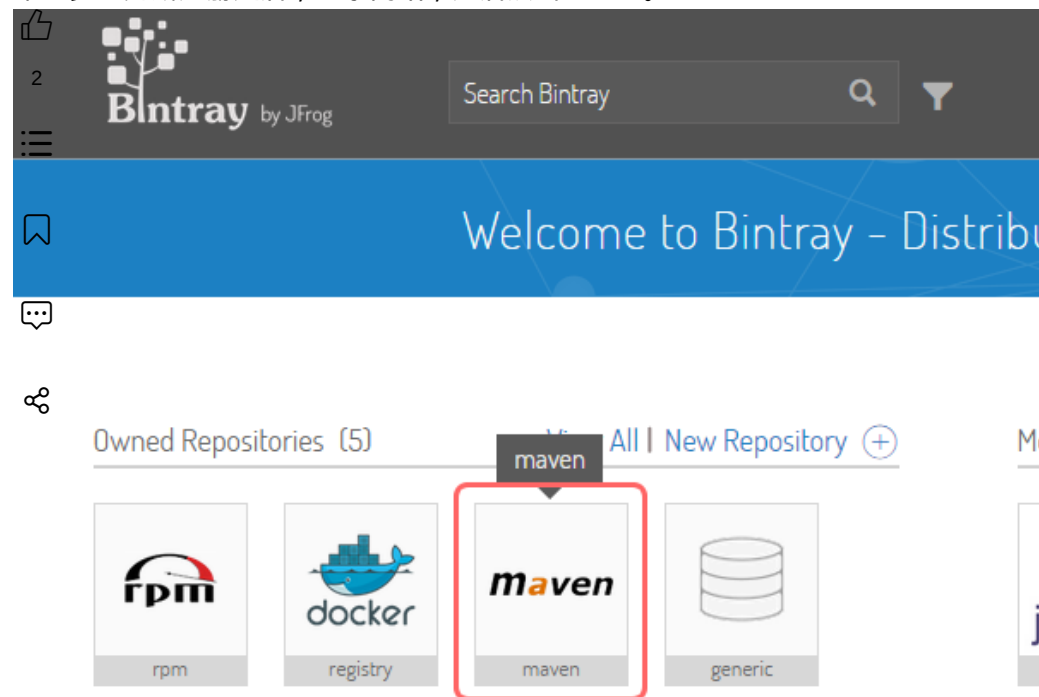 2
Bintray by JFrog
Search Bintray
Welcome to Bintray - Distribu
Owned Repositories (5)
All | New Repository
maven
rpm
docker
maven
rpm
registry
maven
generic